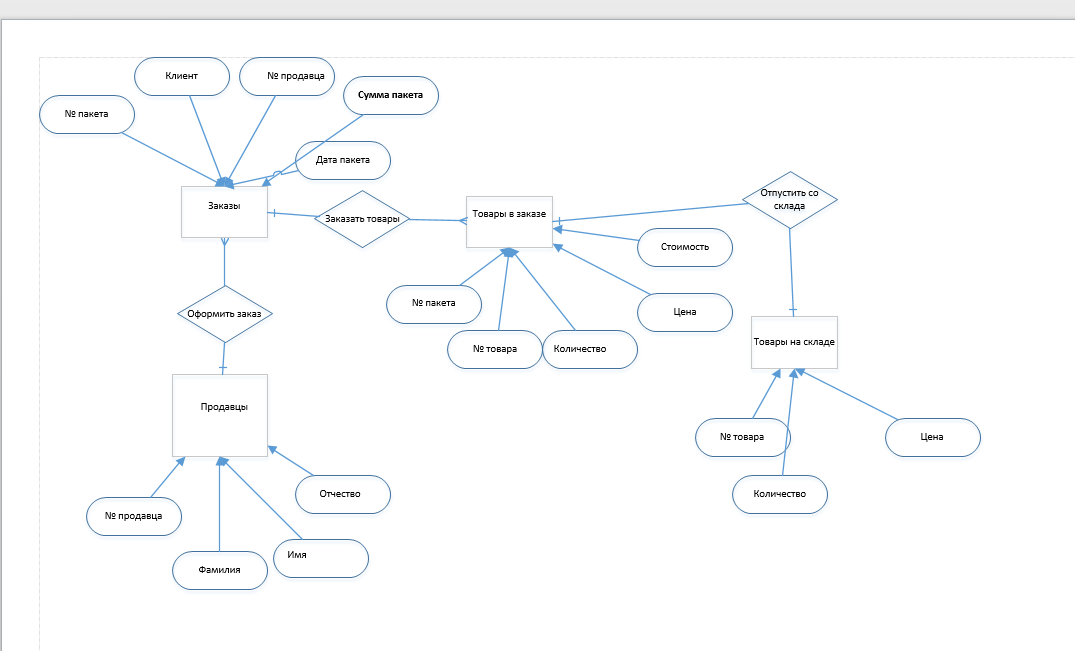 Клиент
№ продавца
Сумма пакета
№ пакета
Дата пакета
Заказы
Заказать товары
Товары в заказе
Отпустить со
склада
Стоимость
№ пакета
Цена
Оформить заказ
№ товара
Количество
Товары на складе
Продавцы
№ товара
Цена
Отчество
Количество
№ продавца
Имя
Фамилия